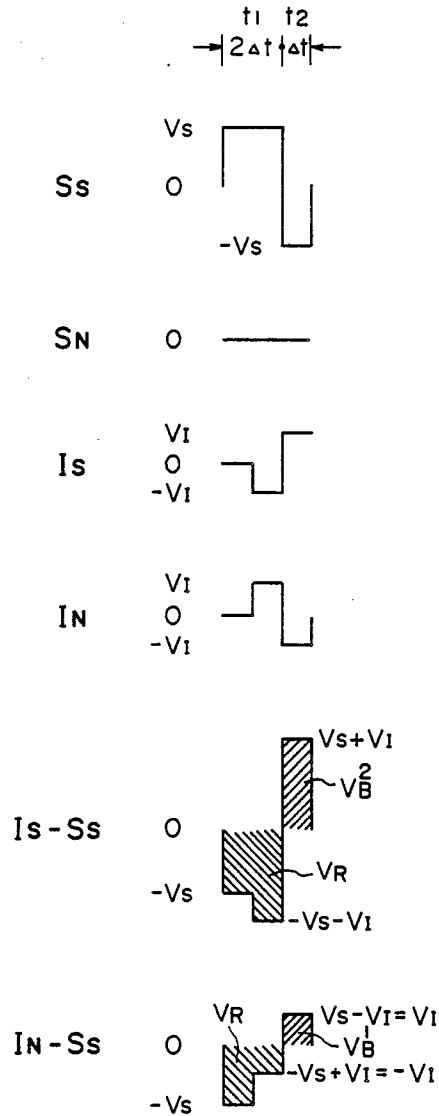 t1 t2
2Δt Δt
Vs
Ss 0
-Vs
SN 0
VI
Is 0
-VI
VI
IN 0
-VI
Vs+VI
VB2
Is-Ss 0
VR
-Vs
-Vs-VI
VR
Vs-VI=VI
IN-Ss 0
VB1
-Vs+VI=-VI
-Vs